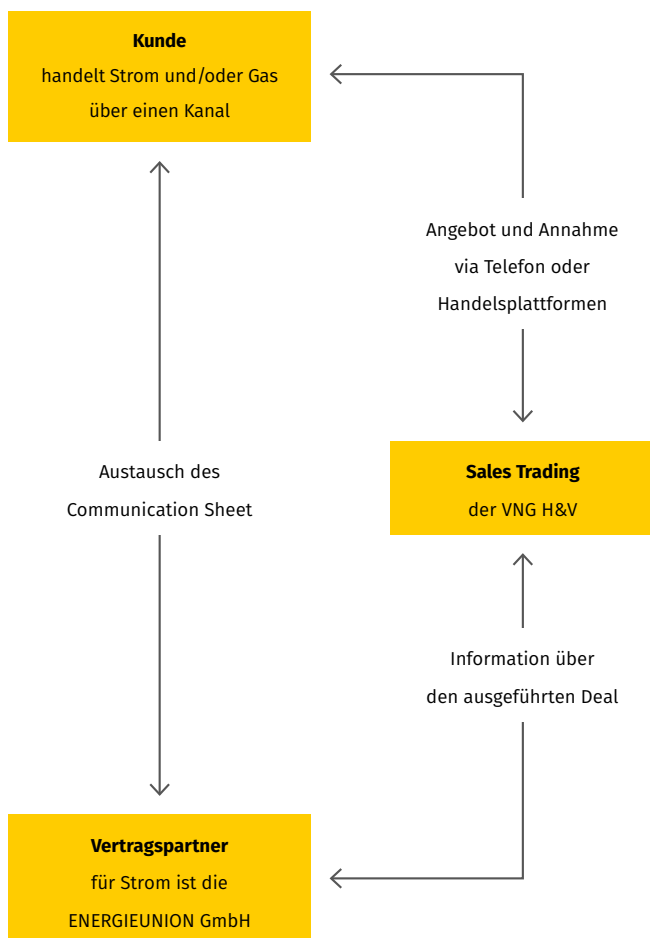 Kunde
handelt Strom und/oder Gas
über einen Kanal
Angebot und Annahme
via Telefon oder
Handelsplattformen
Austausch des
Communication Sheet
Sales Trading
der VNG H&V
Information über
den ausgeführten Deal
Vertragspartner
für Strom ist die
ENERGIEUNION GmbH